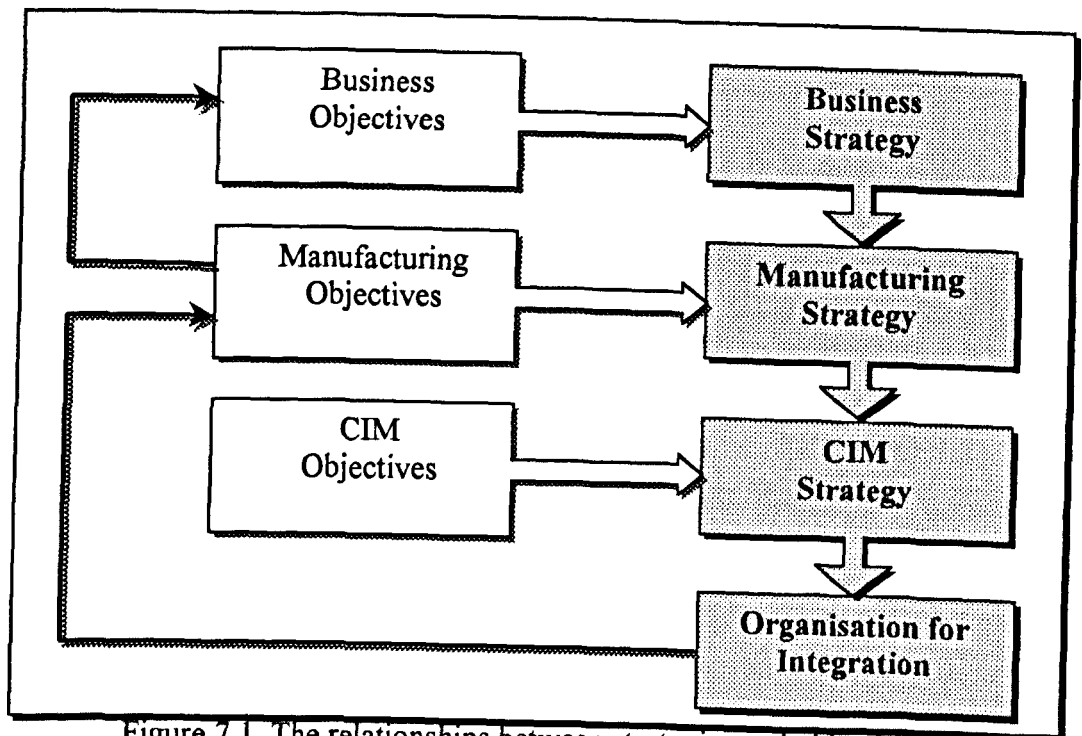 Business
Objectives
Business
Strategy
Manufacturing
Objectives
Manufacturing
Strategy
CIM
Objectives
CIM
Strategy
Organisation for
Integration
Figure 7.1 The relationships between